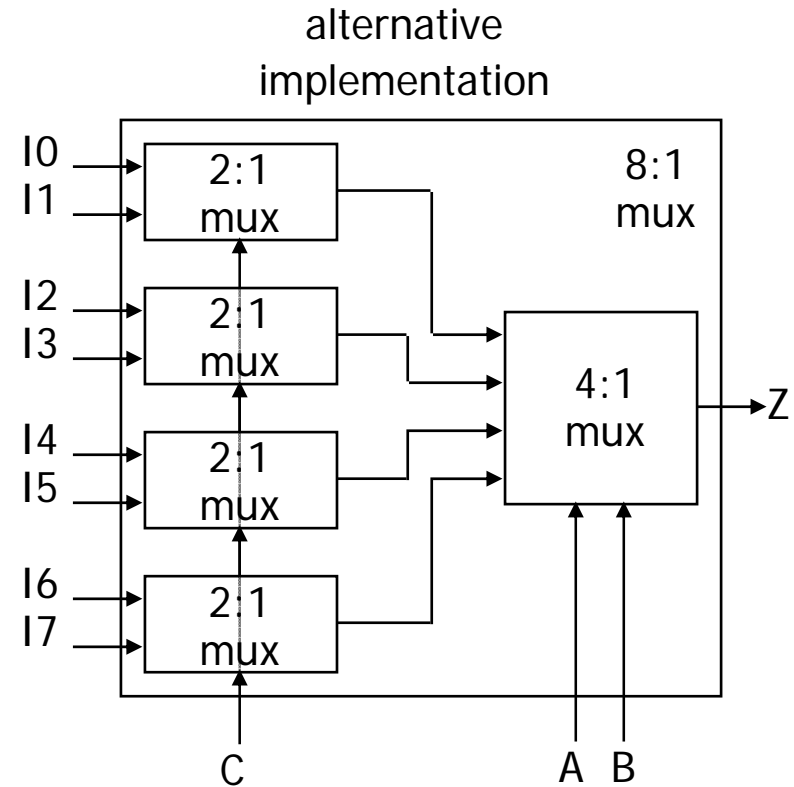 alternative
implementation
I0
I1
2:1
mux
8:1
mux
I2
I3
2:1
mux
4:1
mux
Z
I4
I5
2:1
mux
I6
I7
2:1
mux
C
A B